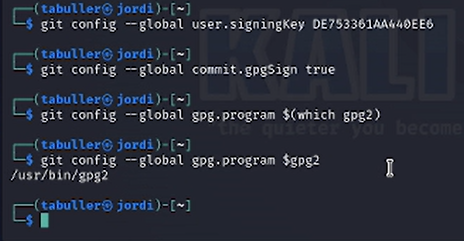 ┌──(tabuller㉿jordi)-[~]
└─$ git config --global user.signingKey DE753361AA440EE6
┌──(tabuller㉿jordi)-[~]
└─$ git config --global commit.gpgSign true
┌──(tabuller㉿jordi)-[~]
└─$ git config --global gpg.program $(which gpg2)
the quieter you become
┌──(tabuller㉿jordi)-[~]
└─$ git config --global gpg.program $gpg2
/usr/bin/gpg2
┌──(tabuller㉿jordi)-[~]
└─$